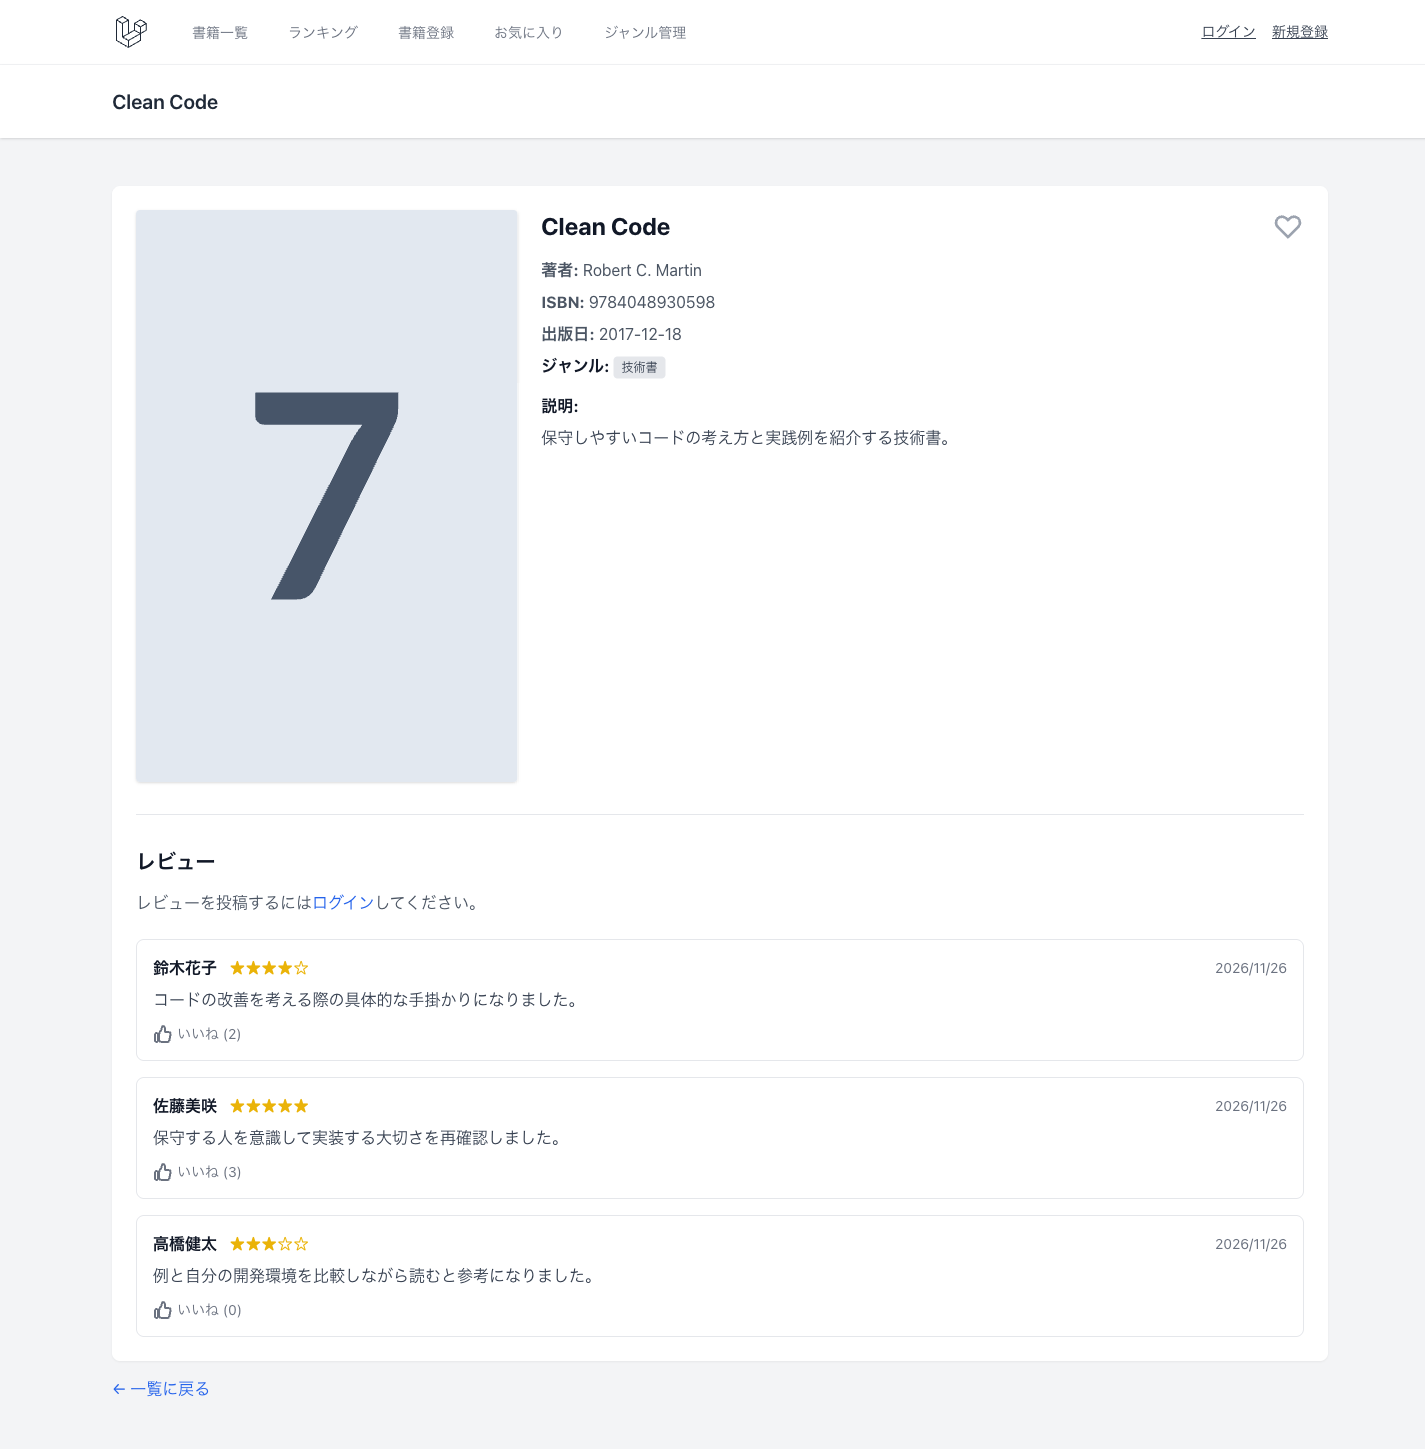 書籍一覧 ランキング 書籍登録 お気に入り ジャンル管理 ログイン 新規登録
Clean Code
7
Clean Code
著者: Robert C. Martin
ISBN: 9784048930598
出版日: 2017-12-18
ジャンル: 技術書
説明:
保守しやすいコードの考え方と実践例を紹介する技術書。
レビュー
レビューを投稿するにはログインしてください。
鈴木花子 ★★★★☆ 2026/11/26
コードの改善を考える際の具体的な手掛かりになりました。
いいね (2)
佐藤美咲 ★★★★★ 2026/11/26
保守する人を意識して実装する大切さを再確認しました。
いいね (3)
高橋健太 ★★★☆☆ 2026/11/26
例と自分の開発環境を比較しながら読むと参考になりました。
いいね (0)
← 一覧に戻る